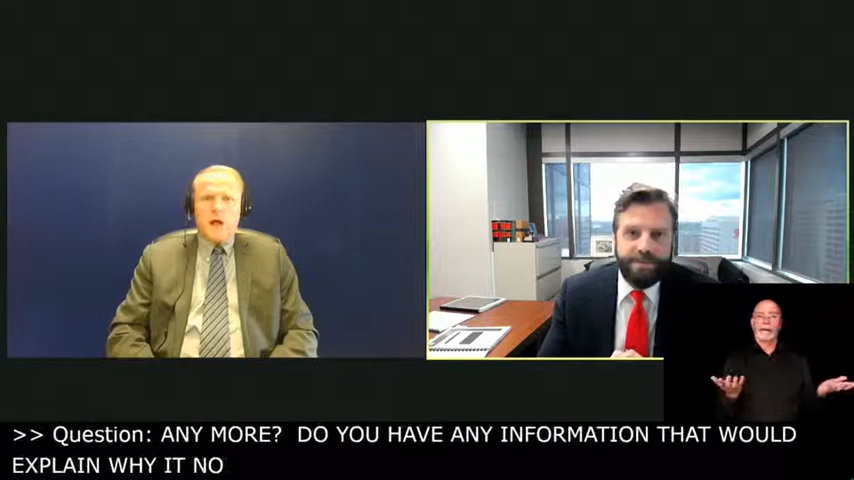 >> Question: ANY MORE?  DO YOU HAVE ANY INFORMATION THAT WOULD
EXPLAIN WHY IT NO